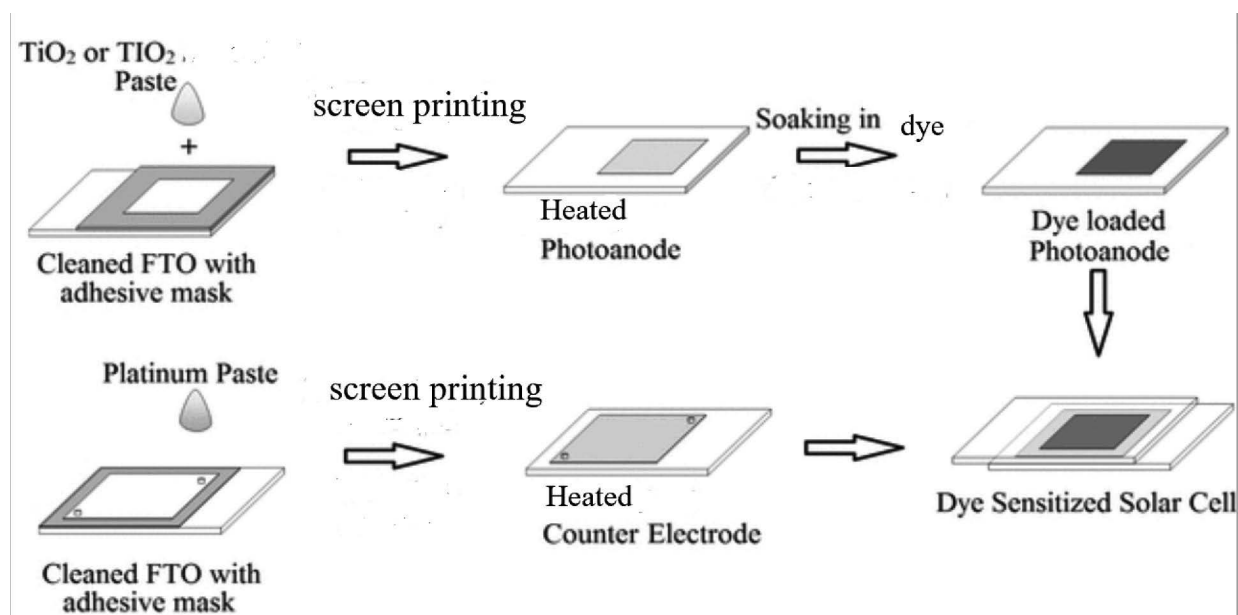 TiO₂ or TIO₂
Paste
+
Cleaned FTO with
adhesive mask
screen printing
Heated
Photoanode
Soaking in dye
Dye loaded
Photoanode
Platinum Paste
Cleaned FTO with
adhesive mask
screen printing
Heated
Counter Electrode
Dye Sensitized Solar Cell